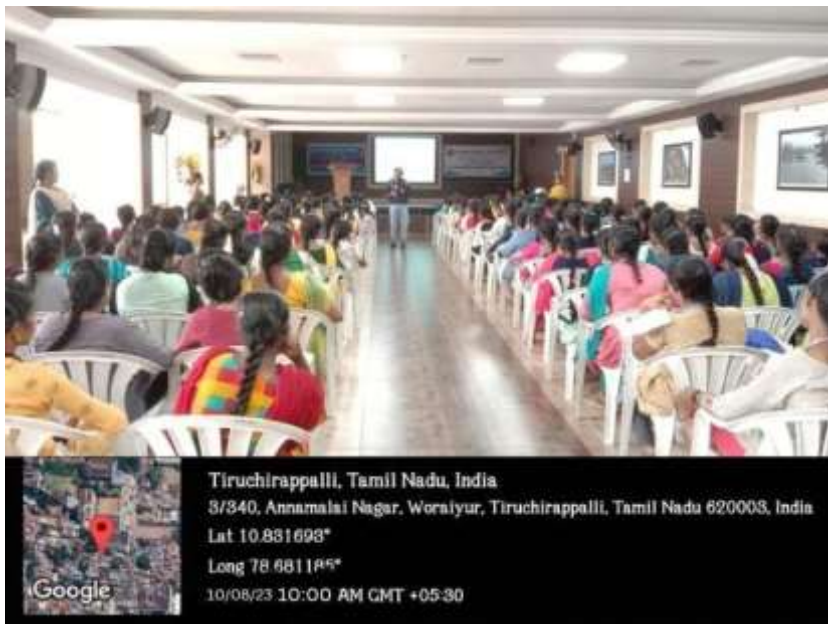 Google
Tiruchirappalli, Tamil Nadu, India
3/340, Annamalai Nagar, Woraiyur, Tiruchirappalli, Tamil Nadu 620003, India
Lat 10.831693°
Long
10/08/23 10:00 AM GMT +05:30